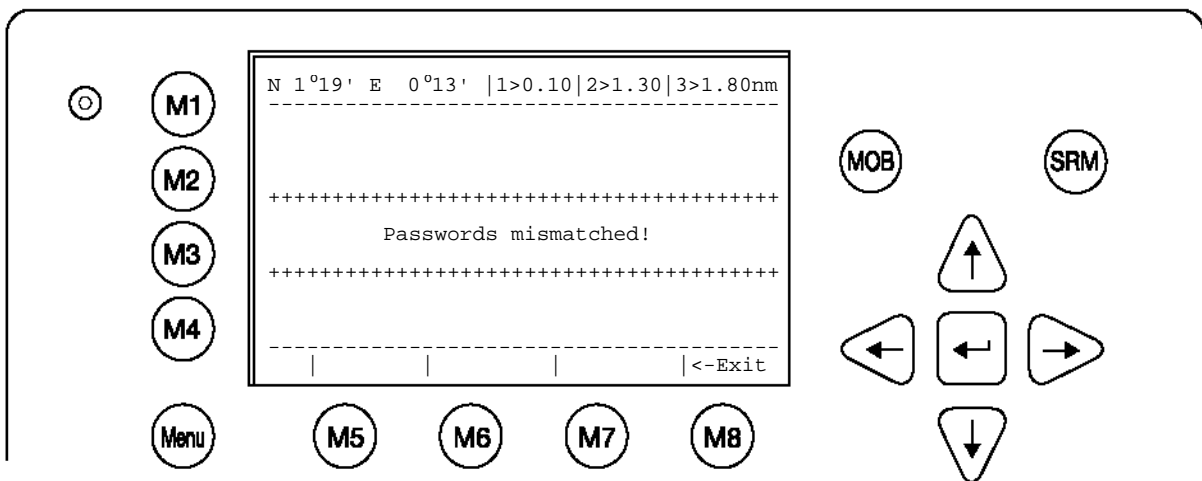 N 1°19' E 0°13' |1>0.10|2>1.30|3>1.80nm
----------------------------------------
++++++++++++++++++++++++++++++++++++++++
Passwords mismatched!
++++++++++++++++++++++++++++++++++++++++
----------------------------------------
| | | |<-Exit
M1
M2
M3
M4
Menu
M5
M6
M7
M8
MOB
SRM